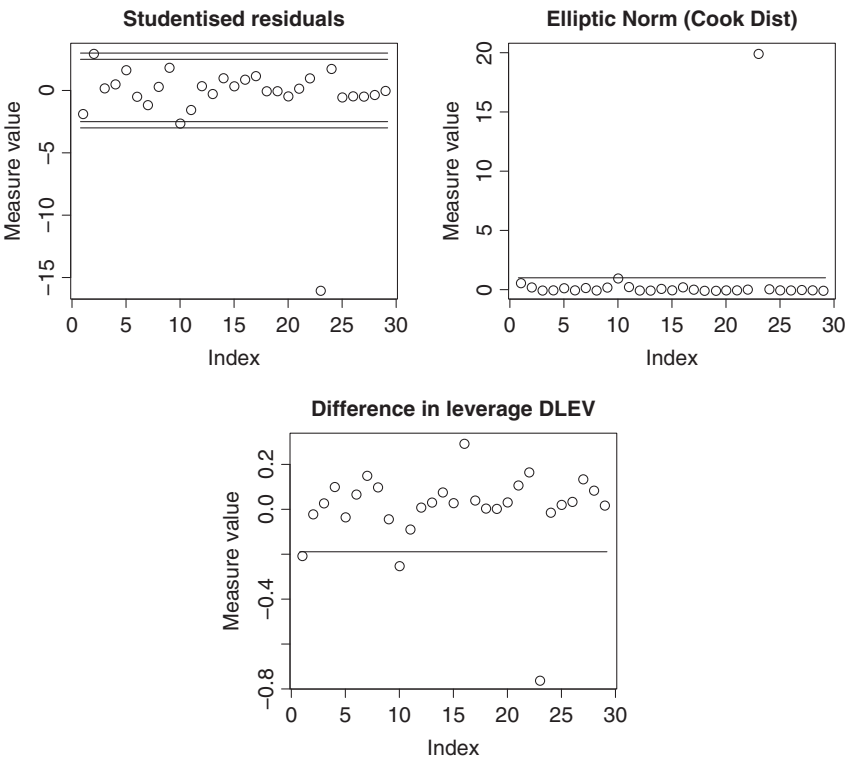 Studentised residuals
Measure value
0
−5
−10
−15
0 5 10 15 20 25 30
Index
Elliptic Norm (Cook Dist)
Measure value
20
15
10
5
0
0 5 10 15 20 25 30
Index
Difference in leverage DLEV
Measure value
0.2
0.0
−0.4
−0.8
0 5 10 15 20 25 30
Index